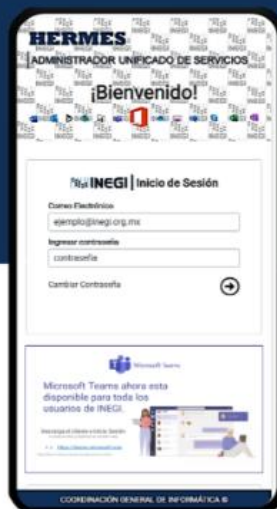 HERMES
ADMINISTRADOR UNIFICADO DE SERVICIOS
¡Bienvenido!
INEGI | Inicio de Sesión
Correo Electrónico
ejemplo@inegi.org.mx
Ingresar contraseña
contraseña
Cambiar Contraseña
Microsoft Teams
Microsoft Teams ahora esta
disponible para toda los
usuarios de INEGI.
COORDINACIÓN GENERAL DE INFORMÁTICA ©